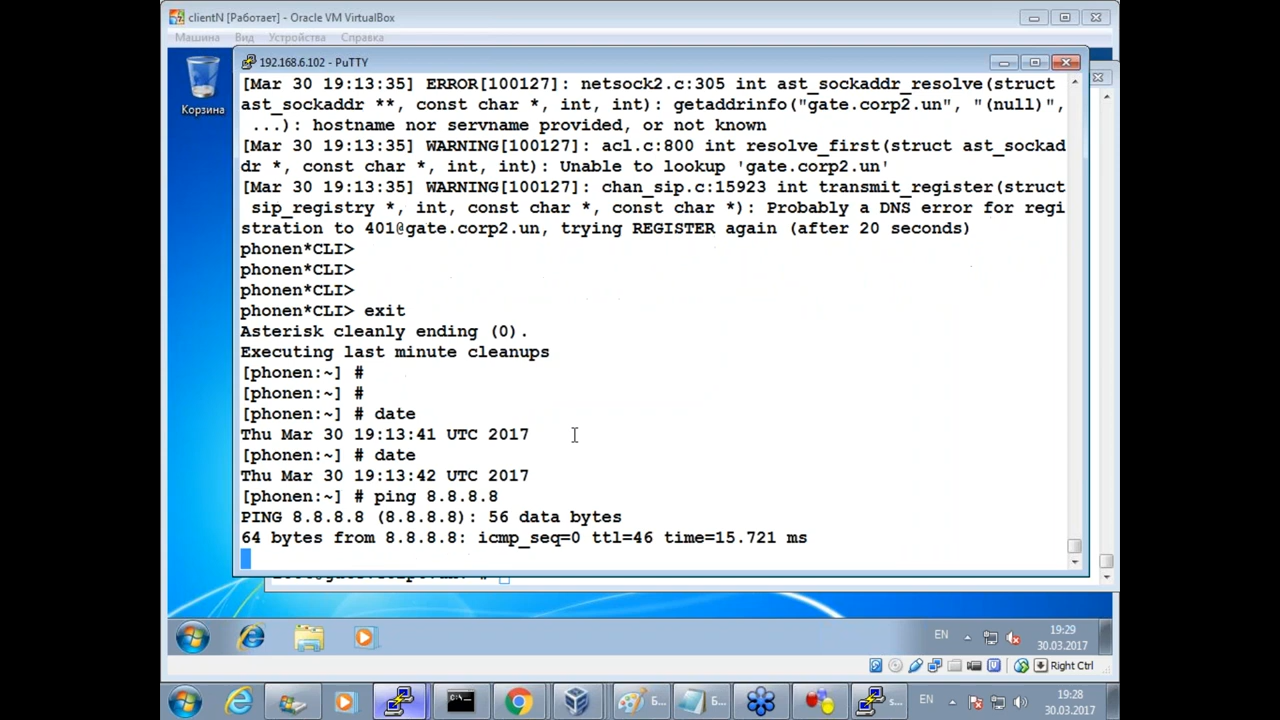 clientN [Работает] - Oracle VM VirtualBox
Машина Вид Устройства Справка
192.168.6.102 - PuTTY
Корзина
[Mar 30 19:13:35] ERROR[100127]: netsock2.c:305 int ast_sockaddr_resolve(struct
ast_sockaddr **, const char *, int, int): getaddrinfo("gate.corp2.un", "(null)",
...): hostname nor servname provided, or not known
[Mar 30 19:13:35] WARNING[100127]: acl.c:800 int resolve_first(struct ast_sockad
dr *, const char *, int, int): Unable to lookup 'gate.corp2.un'
[Mar 30 19:13:35] WARNING[100127]: chan_sip.c:15923 int transmit_register(struct
sip_registry *, int, const char *, const char *): Probably a DNS error for regi
stration to 401@gate.corp2.un, trying REGISTER again (after 20 seconds)
phonen*CLI>
phonen*CLI>
phonen*CLI>
phonen*CLI> exit
Asterisk cleanly ending (0).
Executing last minute cleanups
[phonen:~] #
[phonen:~] #
[phonen:~] # date
Thu Mar 30 19:13:41 UTC 2017
[phonen:~] # date
Thu Mar 30 19:13:42 UTC 2017
[phonen:~] # ping 8.8.8.8
PING 8.8.8.8 (8.8.8.8): 56 data bytes
64 bytes from 8.8.8.8: icmp_seq=0 ttl=46 time=15.721 ms
EN
19:29
30.03.2017
Right Ctrl
Б...
Б...
s...
EN
19:28
30.03.2017